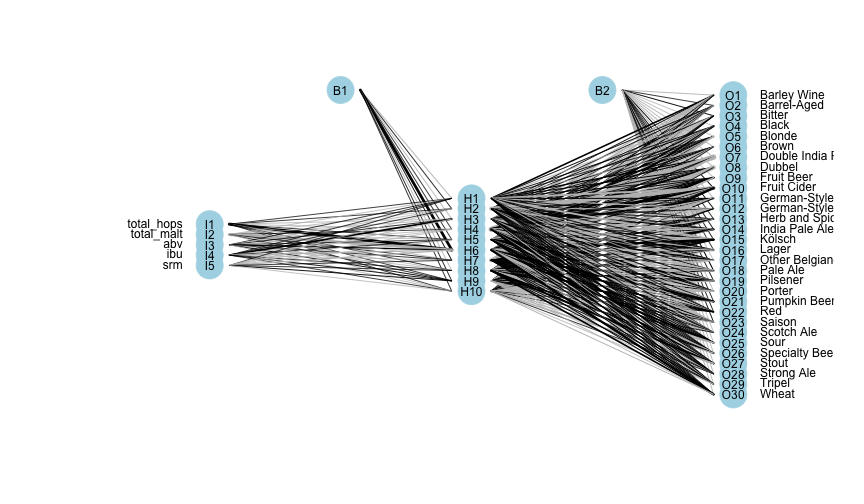 B1
B2
total_hops I1
total_malt I2
abv I3
ibu I4
srm I5
H1
H2
H3
H4
H5
H6
H7
H8
H9
H10
O1 Barley Wine
O2 Barrel-Aged
O3 Bitter
O4 Black
O5 Blonde
O6 Brown
O7 Double India
O8 Dubbel
O9 Fruit Beer
O10 Fruit Cider
O11 German-Style
O12 German-Style
O13 Herb and Spic
O14 India Pale Ale
O15 Kölsch
O16 Lager
O17 Other Belgian
O18 Pale Ale
O19 Pilsener
O20 Porter
O21 Pumpkin Beer
O22 Red
O23 Saison
O24 Scotch Ale
O25 Sour
O26 Specialty Bee
O27 Stout
O28 Strong Ale
O29 Tripel
O30 Wheat